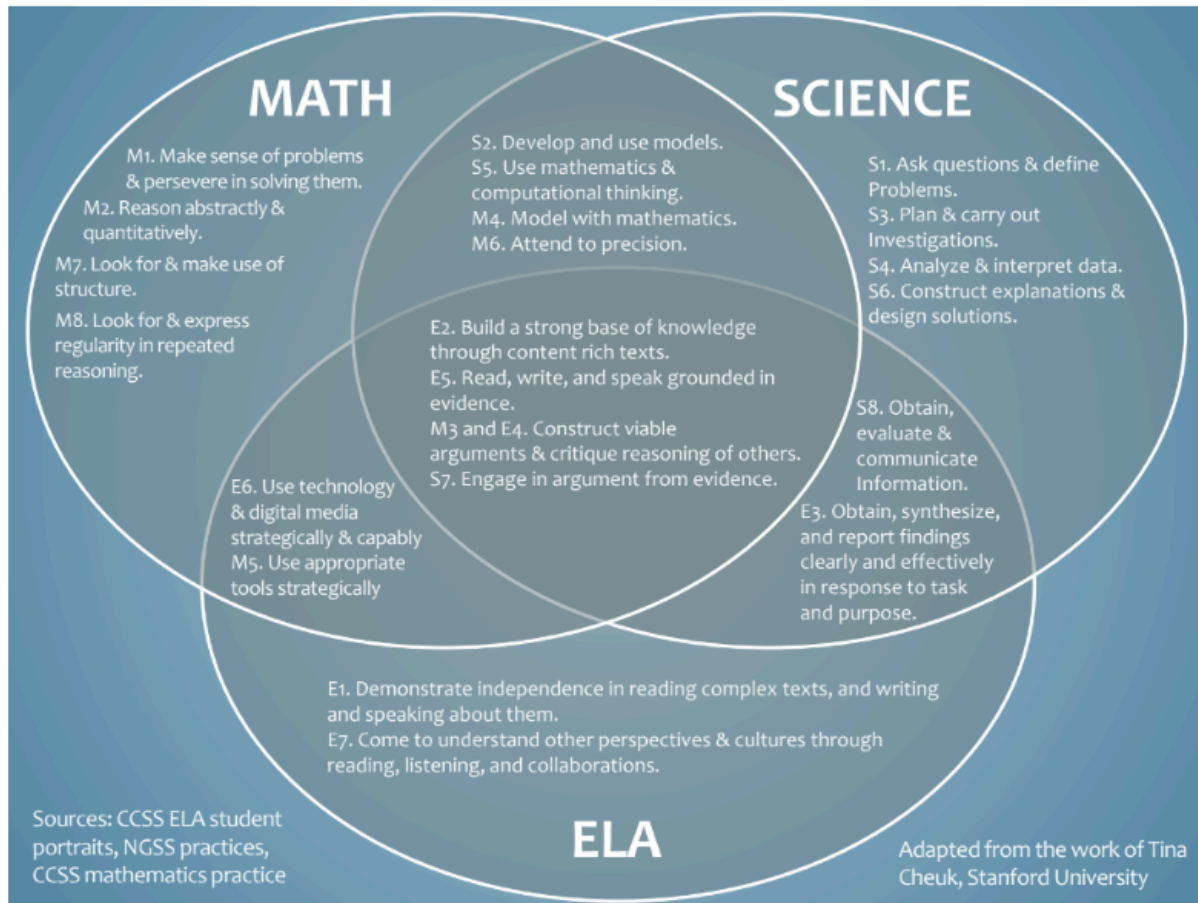 MATH
M1. Make sense of problems
& persevere in solving them.
M2. Reason abstractly &
quantitatively.
M7. Look for & make use of
structure.
M8. Look for & express
regularity in repeated
reasoning.
S2. Develop and use models.
S5. Use mathematics &
computational thinking.
M4. Model with mathematics.
M6. Attend to precision.
SCIENCE
S1. Ask questions & define
Problems.
S3. Plan & carry out
Investigations.
S4. Analyze & interpret data.
S6. Construct explanations &
design solutions.
E2. Build a strong base of knowledge
through content rich texts.
E5. Read, write, and speak grounded in
evidence.
M3 and E4. Construct viable
arguments & critique reasoning of others.
S7. Engage in argument from evidence.
E6. Use technology
& digital media
strategically & capably
M5. Use appropriate
tools strategically
S8. Obtain,
evaluate &
communicate
Information.
E3. Obtain, synthesize,
and report findings
clearly and effectively
in response to task
and purpose.
E1. Demonstrate independence in reading complex texts, and writing
and speaking about them.
E7. Come to understand other perspectives & cultures through
reading, listening, and collaborations.
ELA
Sources: CCSS ELA student
portraits, NGSS practices,
CCSS mathematics practice
Adapted from the work of Tina
Cheuk, Stanford University